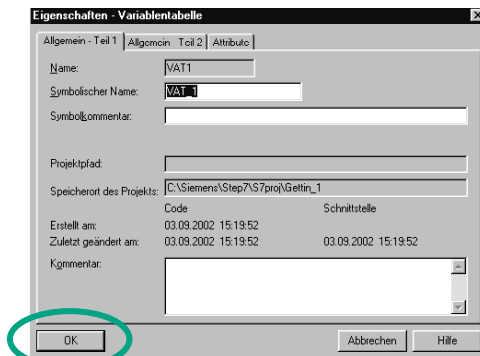 Eigenschaften - Variablentabelle
Allgemein - Teil 1 Allgemein Teil 2 Attribute
Name: VAT1
Symbolischer Name: VAT_1
Symbolkommentar:
Projektpfad:
Speicherort des Projekts: C:\Siemens\Step7\S7proj\Gettin_1
Code Schnittstelle
Erstellt am: 03.09.2002 15:19:52
Zuletzt geändert am: 03.09.2002 15:19:52 03.09.2002 15:19:52
Kommentar:
OK Abbrechen Hilfe